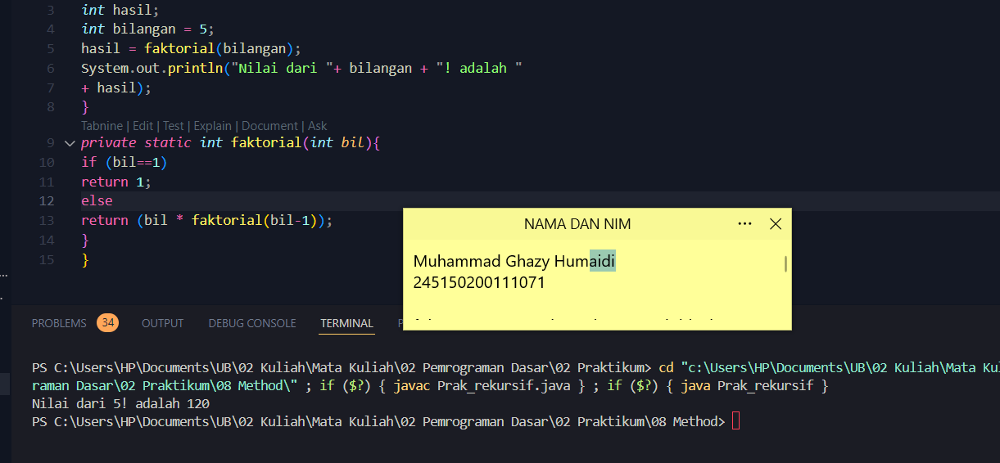 3 int hasil;
4 int bilangan = 5;
5 hasil = faktorial(bilangan);
6 System.out.println("Nilai dari "+ bilangan + "! adalah "
7 + hasil);
8 }
Tabnine | Edit | Test | Explain | Document | Ask
9 private static int faktorial(int bil){
10 if (bil==1)
11 return 1;
12 else
13 return (bil * faktorial(bil-1));
14 }
15 }
NAMA DAN NIM
Muhammad Ghazy Humaidi
245150200111071
PROBLEMS 34 OUTPUT DEBUG CONSOLE TERMINAL P
PS C:\Users\HP\Documents\UB\02 Kuliah\Mata Kuliah\02 Pemrograman Dasar\02 Praktikum> cd "c:\Users\HP\Documents\UB\02 Kuliah\Mata Kul
raman Dasar\02 Praktikum\08 Method\" ; if ($?) { javac Prak_rekursif.java } ; if ($?) { java Prak_rekursif }
Nilai dari 5! adalah 120
PS C:\Users\HP\Documents\UB\02 Kuliah\Mata Kuliah\02 Pemrograman Dasar\02 Praktikum\08 Method>